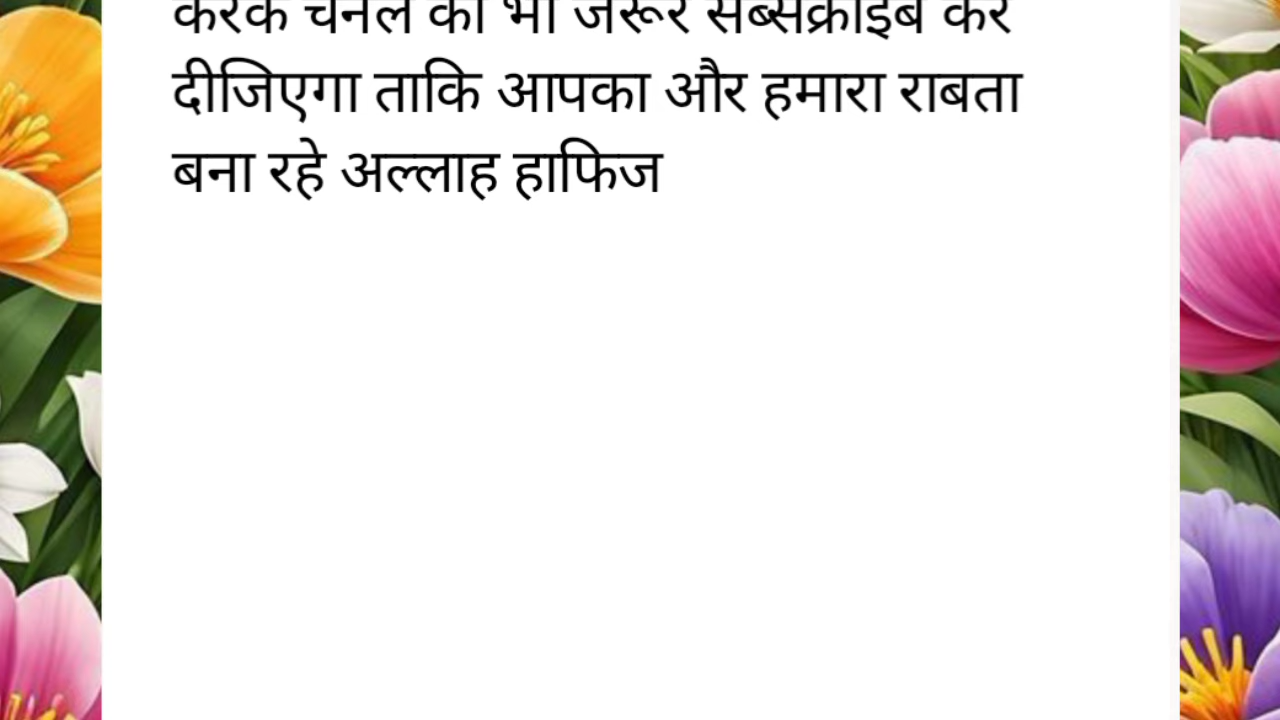 करके चैनल को भी जरूर सब्सक्राइब कर
दीजिएगा ताकि आपका और हमारा राबता
बना रहे अल्लाह हाफिज